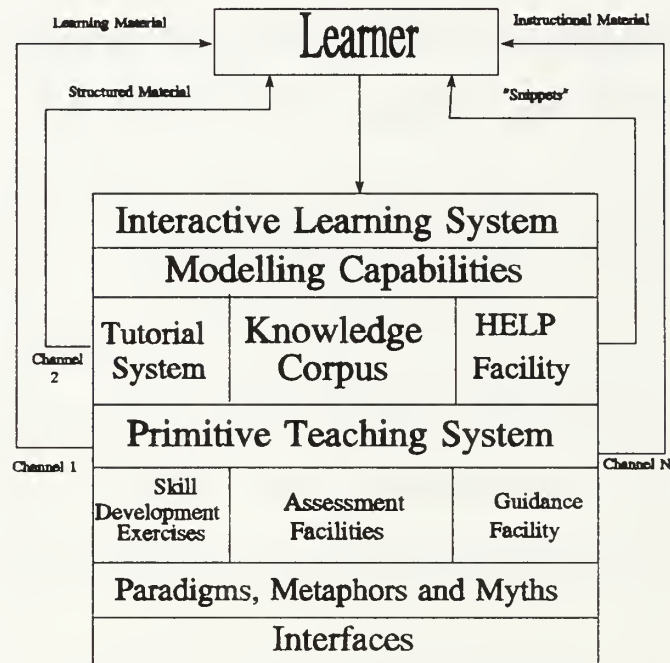 Learning Material
Learner
Instructional Material
Structured Material
"Snippets"
Interactive Learning System
Modelling Capabilities
Tutorial
System
Knowledge
Corpus
HELP
Facility
Channel
2
Primitive Teaching System
Channel 1
Channel N
Skill
Development
Exercises
Assessment
Facilities
Guidance
Facility
Paradigms, Metaphors and Myths
Interfaces